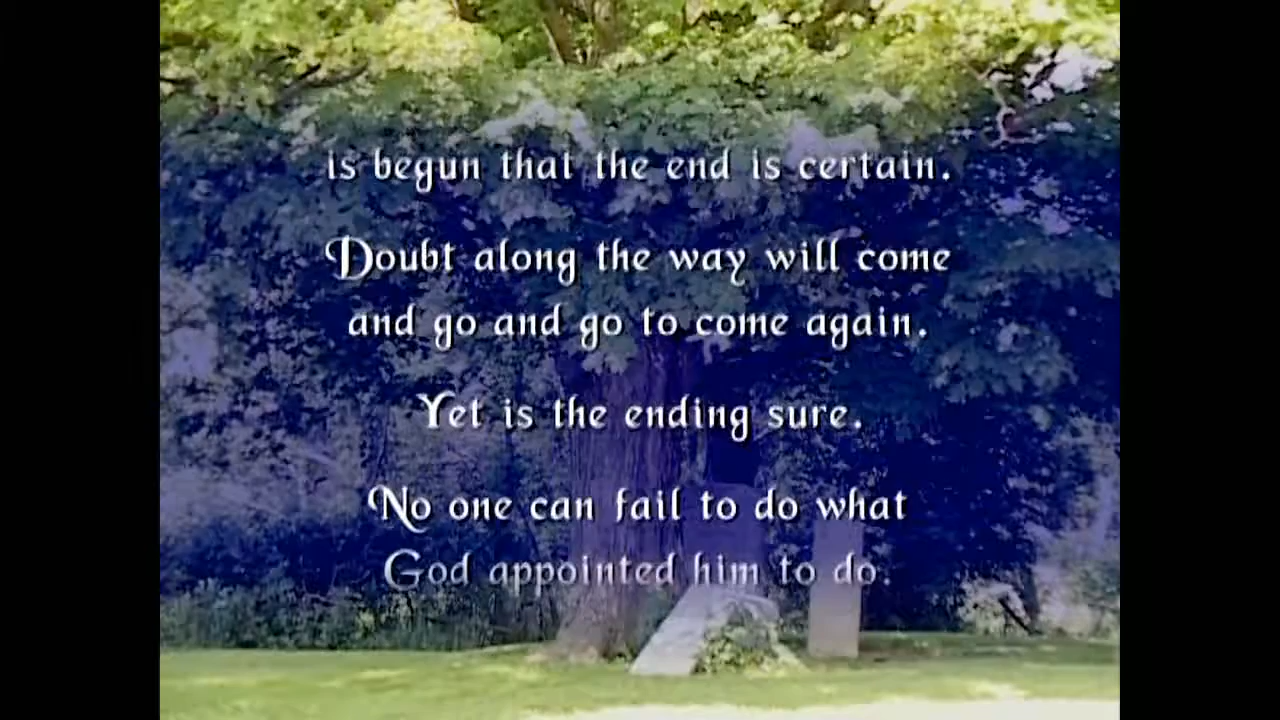 is begun that the end is certain.
Doubt along the way will come
and go and go to come again.
Yet is the ending sure.
No one can fail to do what
God appointed him to do.